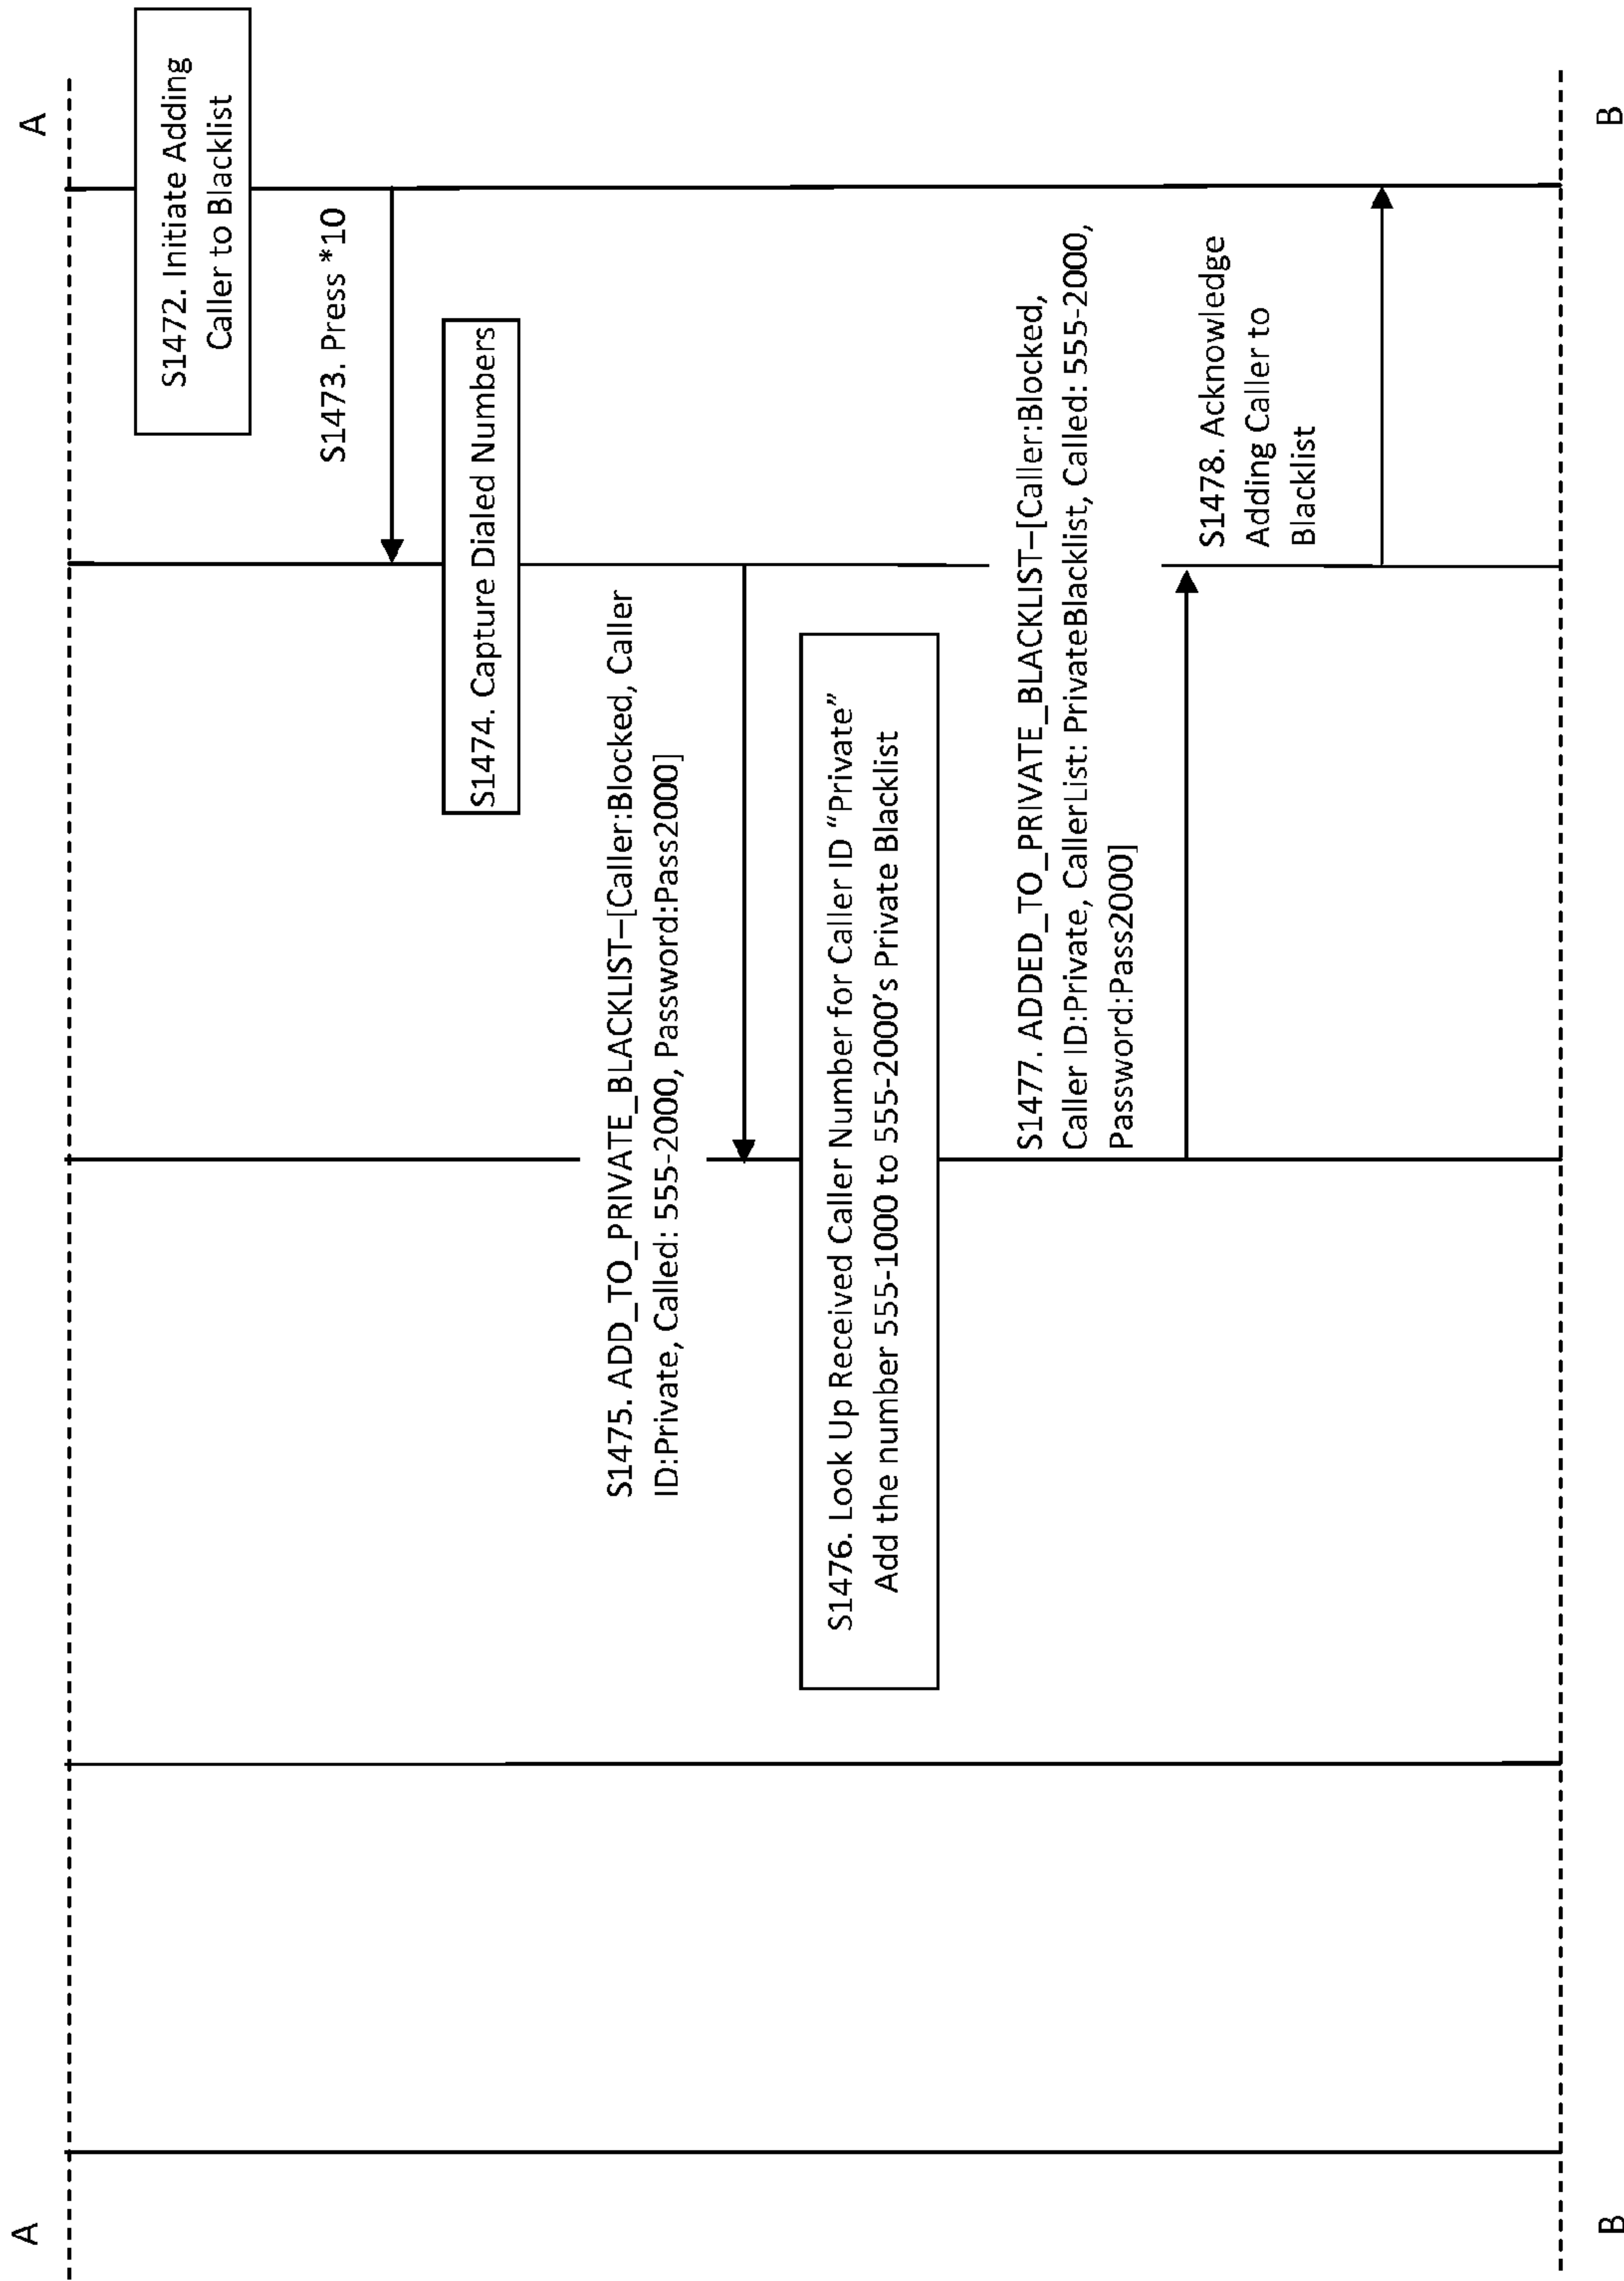 A
A
S1472. Initiate Adding
Caller to Blacklist
S1473. Press *10
S1474. Capture Dialed Numbers
S1475. ADD_TO_PRIVATE_BLACKLIST–[Caller:Blocked, Caller
ID:Private, Called: 555-2000, Password:Pass2000]
S1476. Look Up Received Caller Number for Caller ID “Private”
Add the number 555-1000 to 555-2000’s Private Blacklist
S1477. ADDED_TO_PRIVATE_BLACKLIST–[Caller:Blocked,
Caller ID:Private, CallerList: PrivateBlacklist, Called: 555-2000,
Password:Pass2000]
S1478. Acknowledge
Adding Caller to
Blacklist
B
B